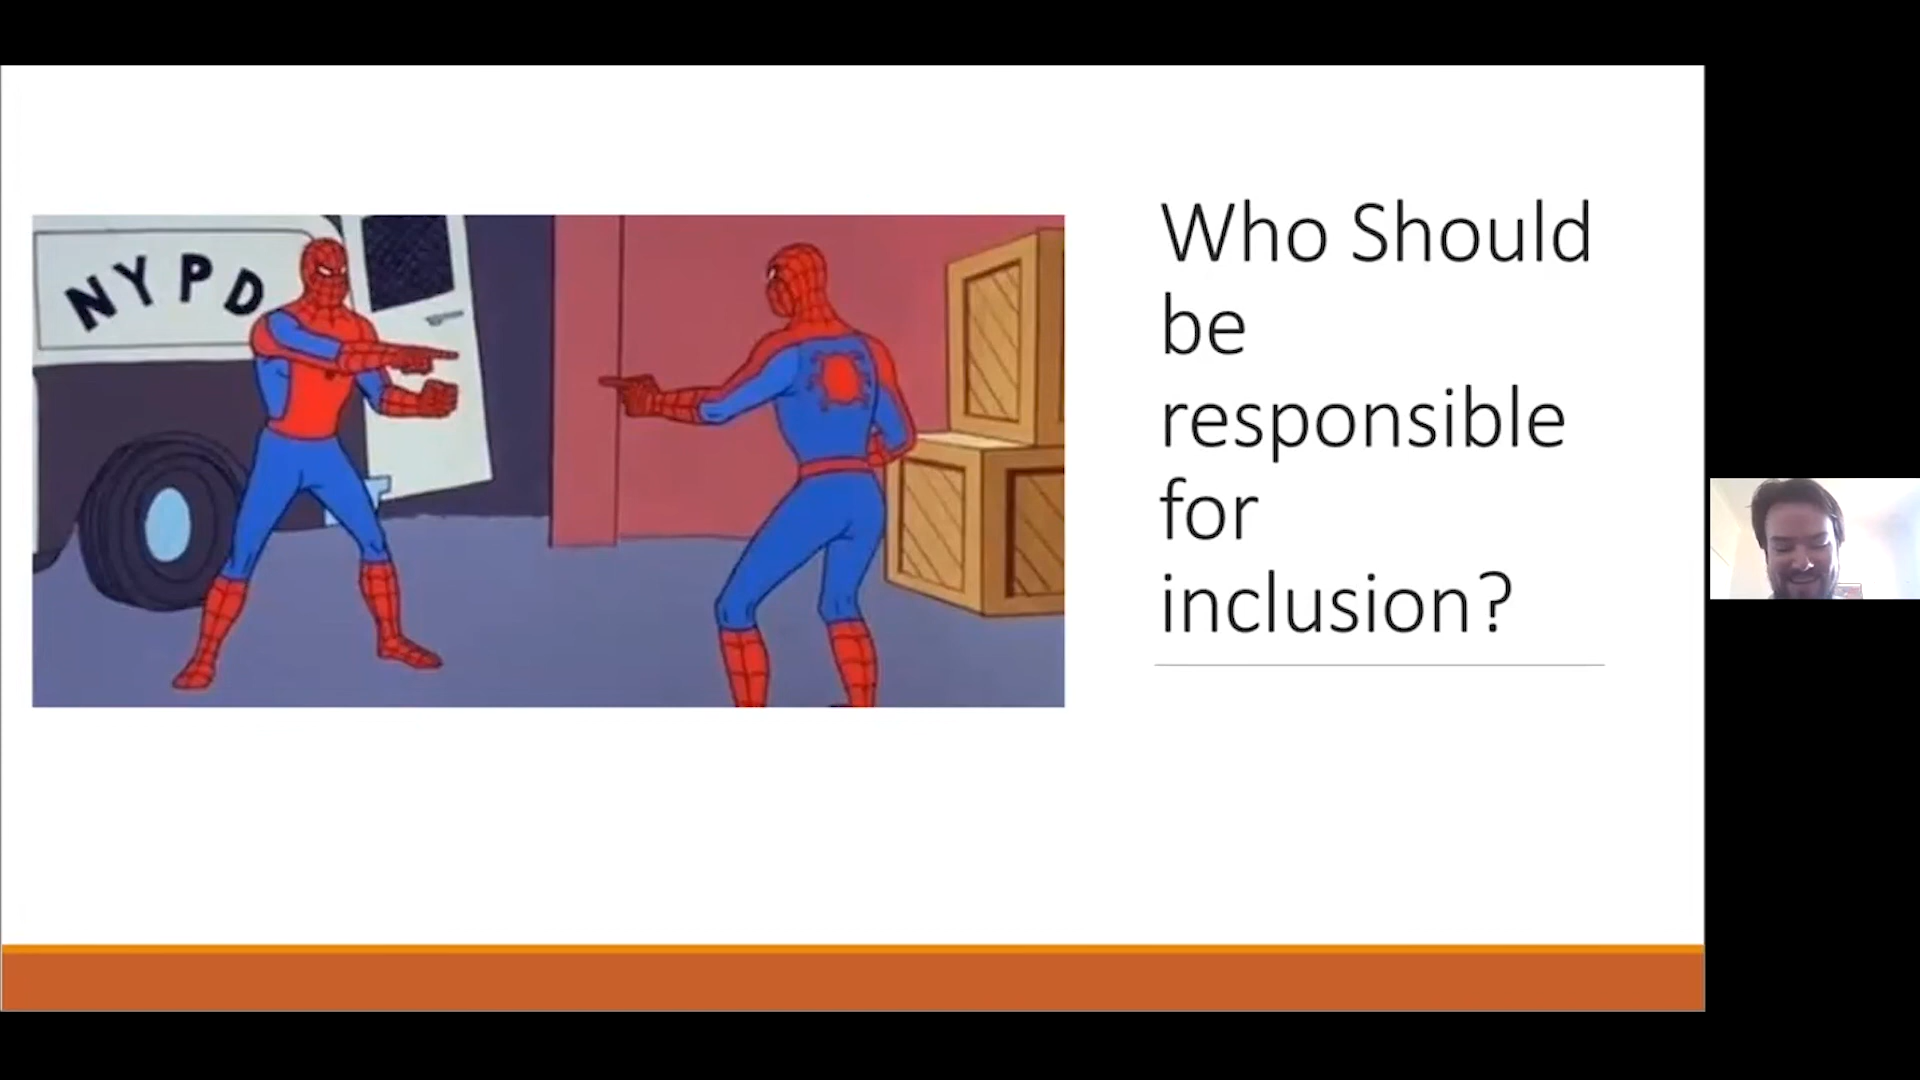 NYPD
Who Should
be
responsible
for
inclusion?